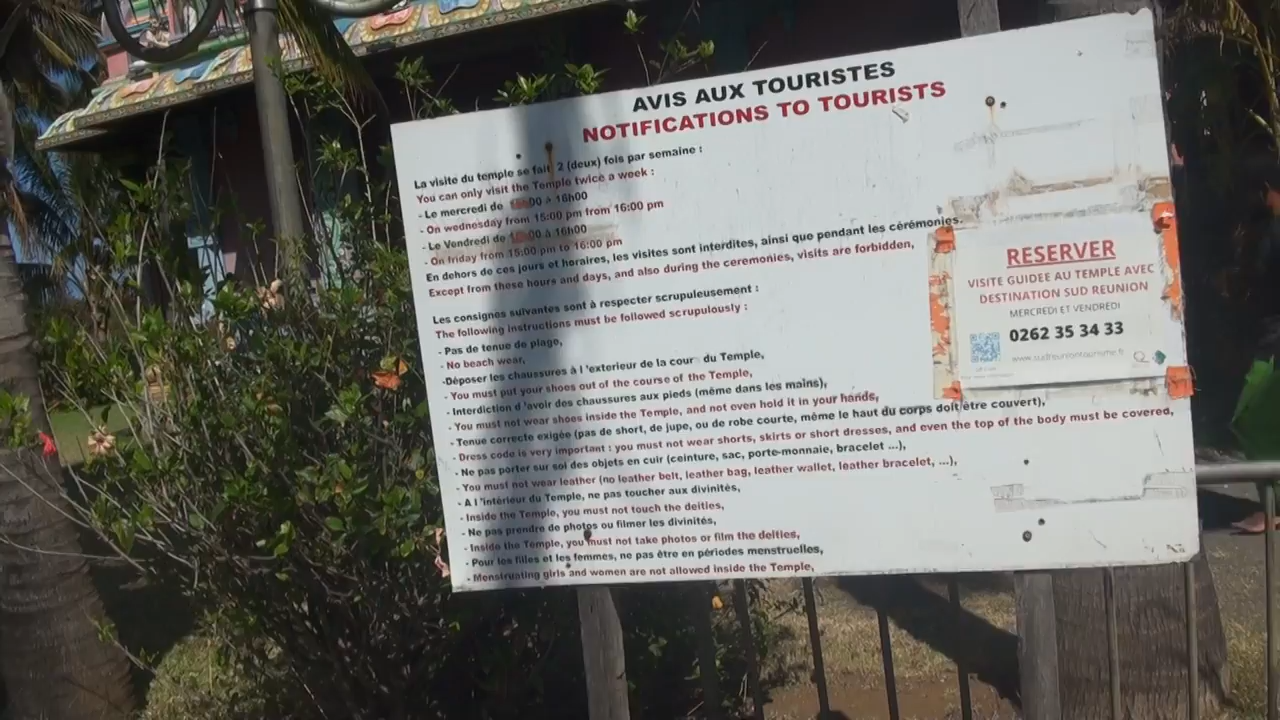 AVIS AUX TOURISTES
NOTIFICATIONS TO TOURISTS
La visite du temple se fait 2 (deux) fois par semaine :
You can only visit the Temple twice a week :
- Le mercredi de 00 à 16h00
- On wednesday from 15:00 pm from 16:00 pm
- Le Vendredi de 00 à 16h00
- On friday from 15:00 pm to 16:00 pm
En dehors de ces jours et horaires, les visites sont interdites, ainsi que pendant les cérémonies.
Except from these hours and days, and also during the ceremonies, visits are forbidden,
Les consignes suivantes sont à respecter scrupuleusement :
The following instructions must be followed scrupulously :
- Pas de tenue de plage,
- No beach wear,
-Déposer les chaussures à l'exterieur de la cour du Temple,
- You must put your shoes out of the course of the Temple,
- Interdiction d'avoir des chaussures aux pieds (même dans les mains),
- You must not wear shoes inside the Temple, and not even hold it in your hands,
- Tenue correcte exigée (pas de short, de jupe, ou de robe courte, même le haut du corps doit être couvert),
- Dress code is very important : you must not wear shorts, skirts or short dresses, and even the top of the body must be covered,
- Ne pas porter sur soi des objets en cuir (ceinture, sac, porte-monnaie, bracelet ...),
- You must not wear leather (no leather belt, leather bag, leather wallet, leather bracelet, ...),
- A l'intérieur du Temple, ne pas toucher aux divinités,
- Inside the Temple, you must not touch the deities,
- Ne pas prendre de photos ou filmer les divinités,
- Inside the Temple, you must not take photos or film the deities,
- Pour les filles et les femmes, ne pas être en périodes menstruelles,
- Menstruating girls and women are not allowed inside the Temple,
RESERVER
VISITE GUIDEE AU TEMPLE AVEC
DESTINATION SUD REUNION
MERCREDI ET VENDREDI
0262 35 34 33
www.sudreuniontourisme.fr